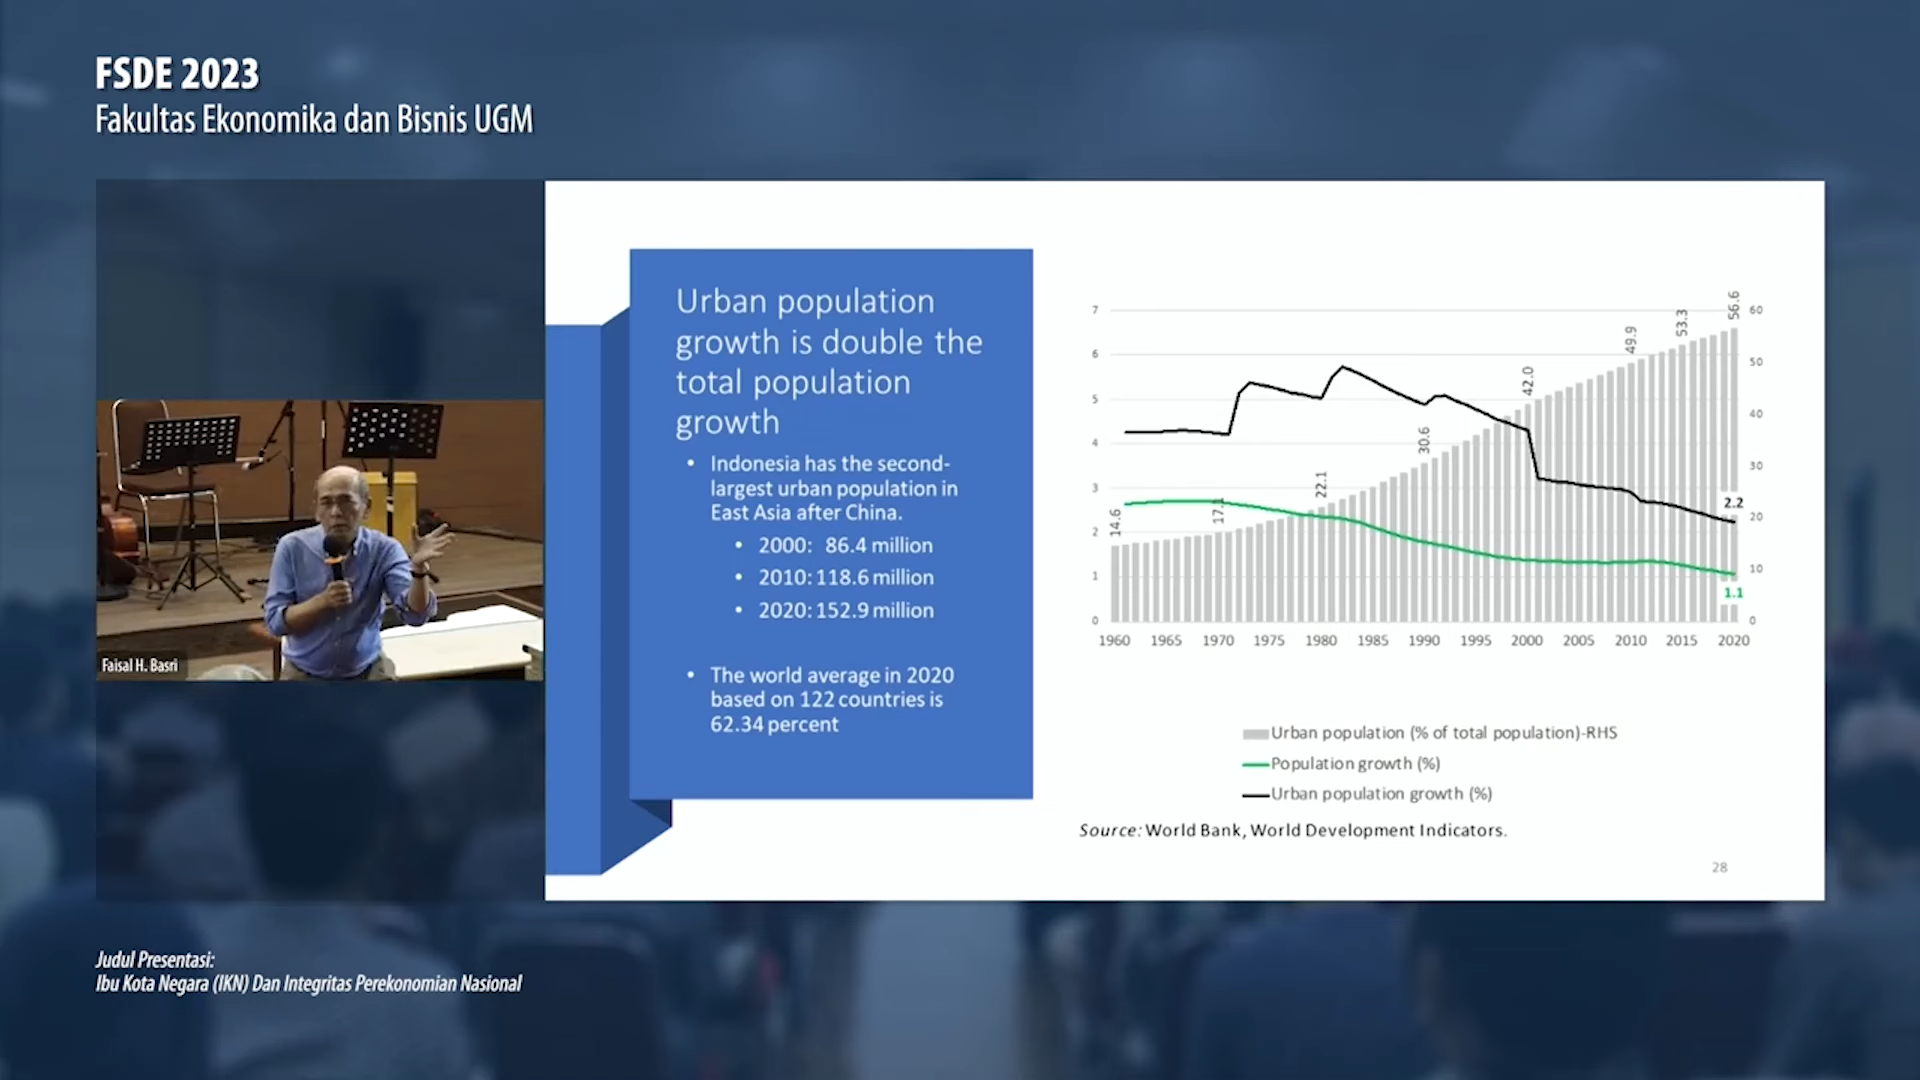 FSDE 2023
Fakultas Ekonomika dan Bisnis UGM
Faisal H. Basri
Urban population
growth is double the
total population
growth
• Indonesia has the second-
largest urban population in
East Asia after China.
• 2000: 86.4 million
• 2010: 118.6 million
• 2020: 152.9 million
• The world average in 2020
based on 122 countries is
62.34 percent
7
6
5
4
3
2
1
0
60
50
40
30
20
10
0
14.6
17.1
22.1
30.6
42.0
49.9
53.3
56.6
2.2
1.1
1960 1965 1970 1975 1980 1985 1990 1995 2000 2005 2010 2015 2020
Urban population (% of total population)-RHS
Population growth (%)
Urban population growth (%)
Source: World Bank, World Development Indicators.
28
Judul Presentasi:
Ibu Kota Negara (IKN) Dan Integritas Perekonomian Nasional